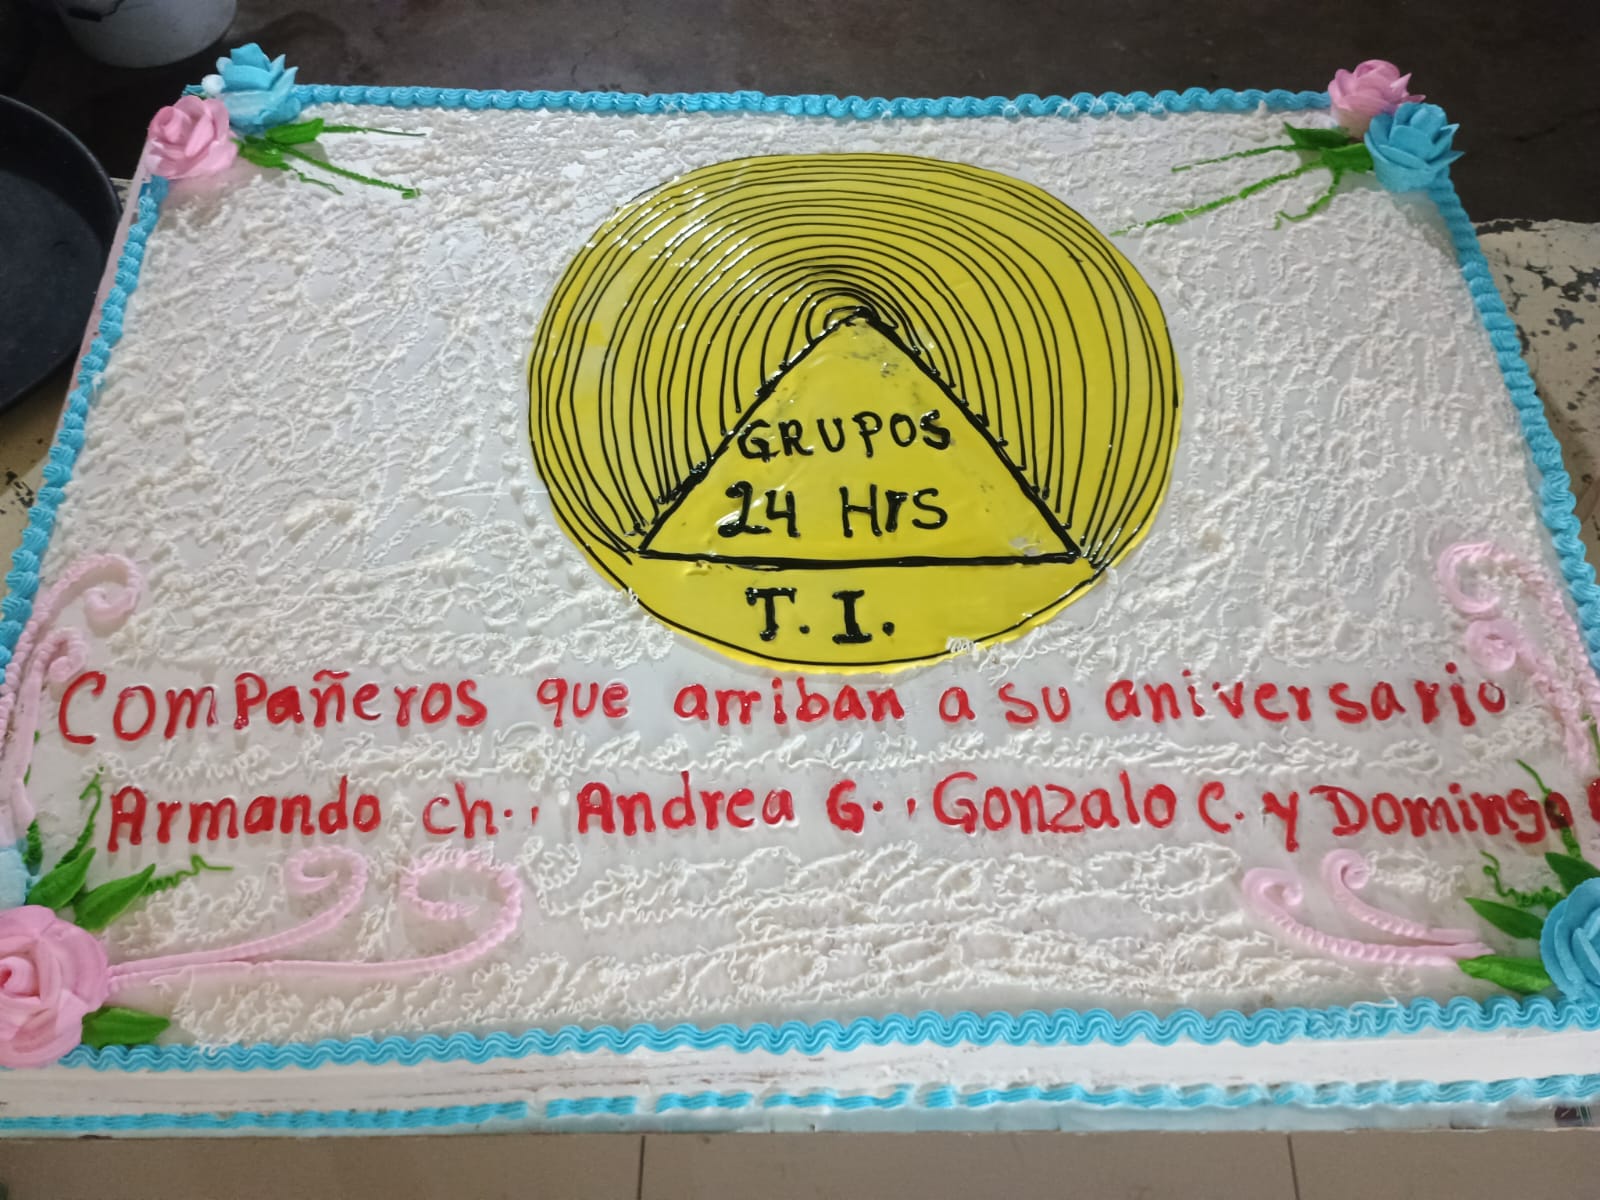 GRUPOS
24 Hrs
T. I.
Compañeros que arriban a su aniversario
Armando ch., Andrea G., Gonzalo C. y Domingo